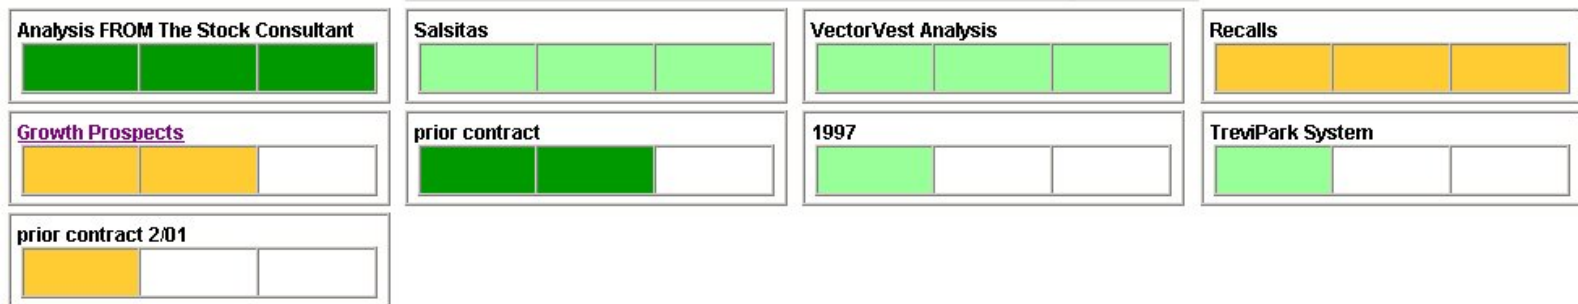 Analysis FROM The Stock Consultant
Salsitas
VectorVest Analysis
Recalls
Growth Prospects
prior contract
1997
TreviPark System
prior contract 2/01